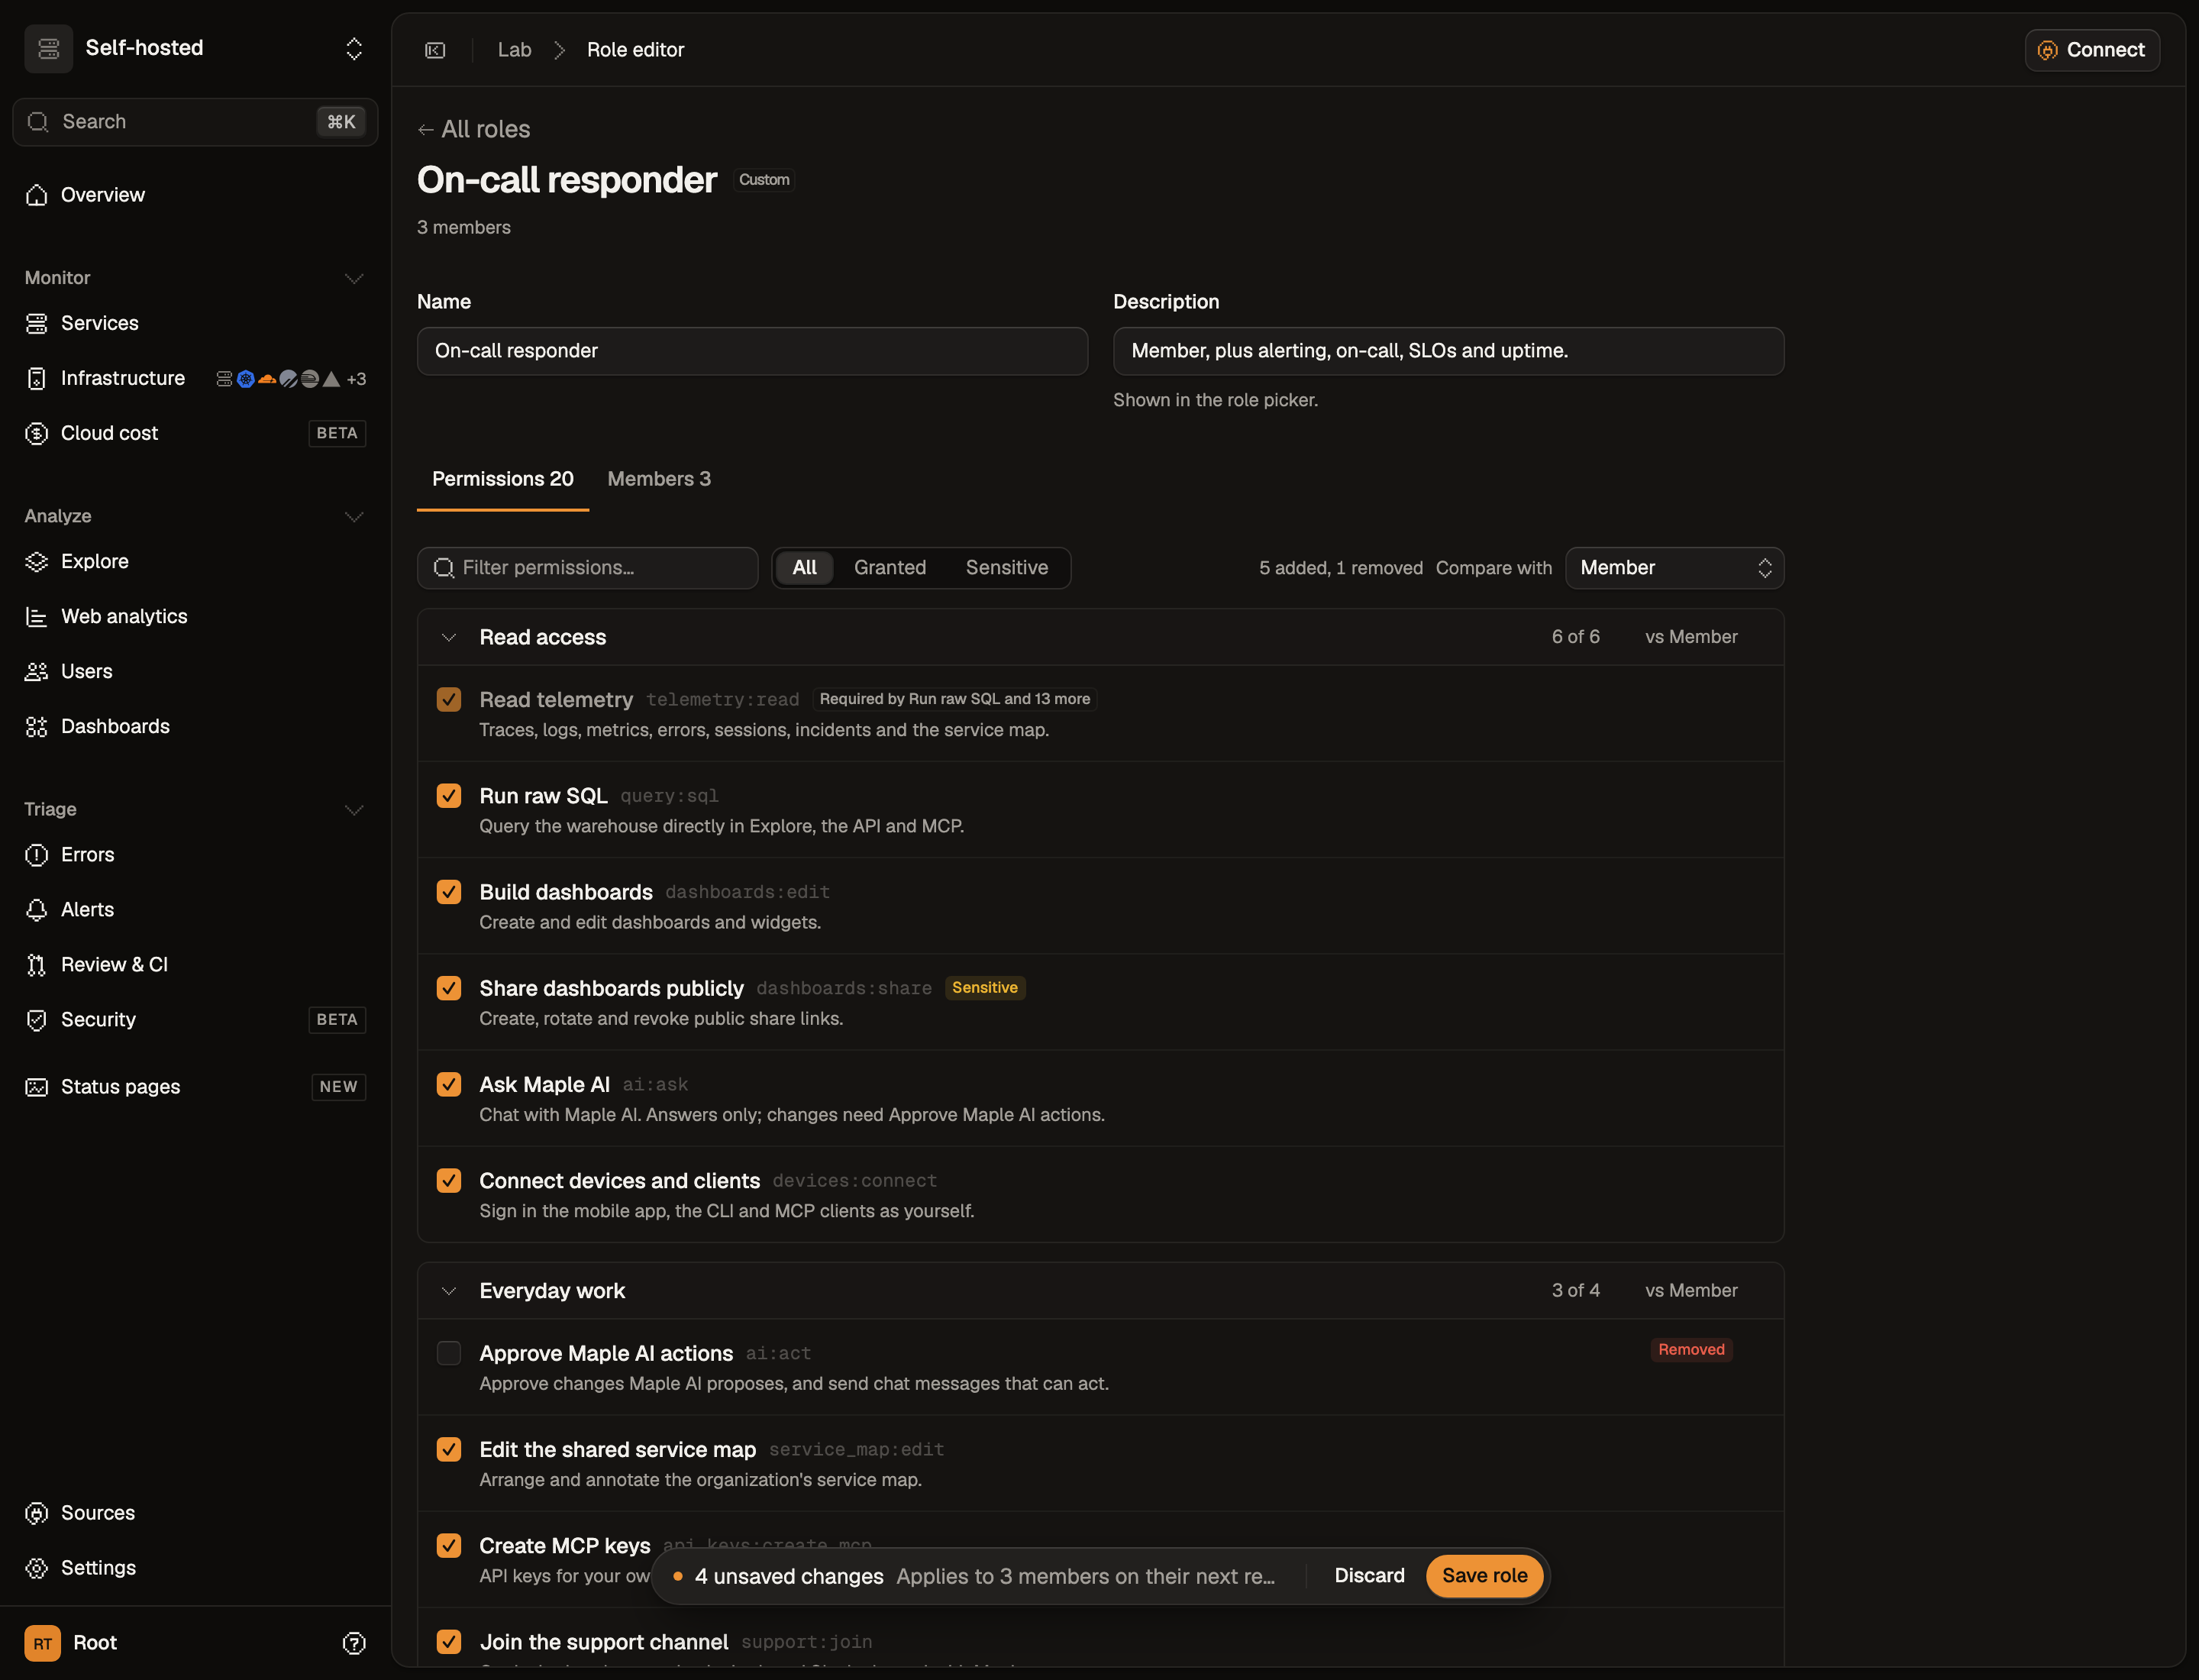 Self-hosted
Search
⌘K
Overview
Monitor
Services
Infrastructure
+3
Cloud cost
BETA
Analyze
Explore
Web analytics
Users
Dashboards
Triage
Errors
Alerts
Review & CI
Security
BETA
Status pages
NEW
Sources
Settings
RT
Root
Lab
Role editor
Connect
← All roles
On-call responder
Custom
3 members
Name
On-call responder
Description
Member, plus alerting, on-call, SLOs and uptime.
Shown in the role picker.
Permissions 20
Members 3
Filter permissions...
All
Granted
Sensitive
5 added, 1 removed
Compare with
Member
Read access
6 of 6
vs Member
Read telemetry telemetry:read Required by Run raw SQL and 13 more
Traces, logs, metrics, errors, sessions, incidents and the service map.
Run raw SQL query:sql
Query the warehouse directly in Explore, the API and MCP.
Build dashboards dashboards:edit
Create and edit dashboards and widgets.
Share dashboards publicly dashboards:share Sensitive
Create, rotate and revoke public share links.
Ask Maple AI ai:ask
Chat with Maple AI. Answers only; changes need Approve Maple AI actions.
Connect devices and clients devices:connect
Sign in the mobile app, the CLI and MCP clients as yourself.
Everyday work
3 of 4
vs Member
Approve Maple AI actions ai:act
Removed
Approve changes Maple AI proposes, and send chat messages that can act.
Edit the shared service map service_map:edit
Arrange and annotate the organization's service map.
Create MCP keys api_keys:create_mcp
API keys for your ow
4 unsaved changes Applies to 3 members on their next re...
Discard
Save role
Join the support channel support:join